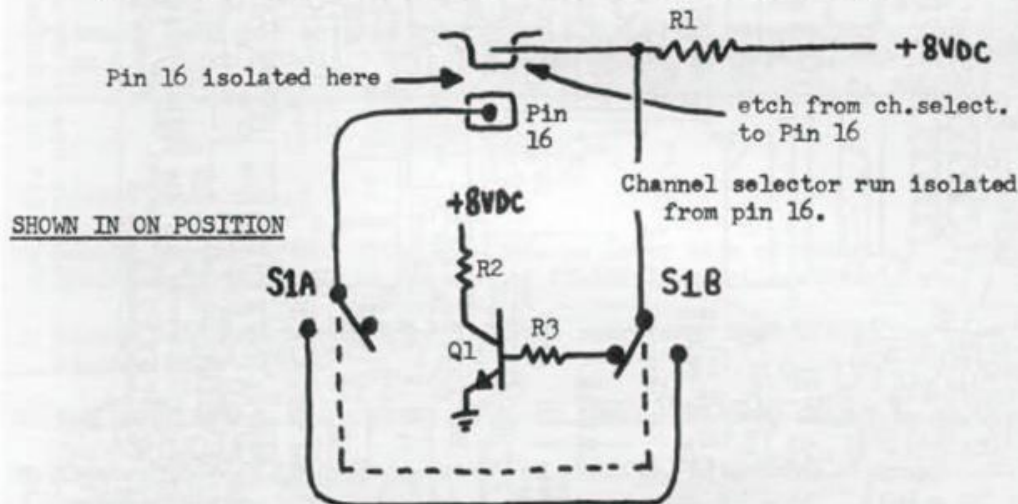 R1
+8VDC
Pin 16 isolated here
Pin
16
etch from ch.select.
to Pin 16
+8VDC
Channel selector run isolated
from pin 16.
SHOWN IN ON POSITION
R2
S1A
S1B
R3
Q1